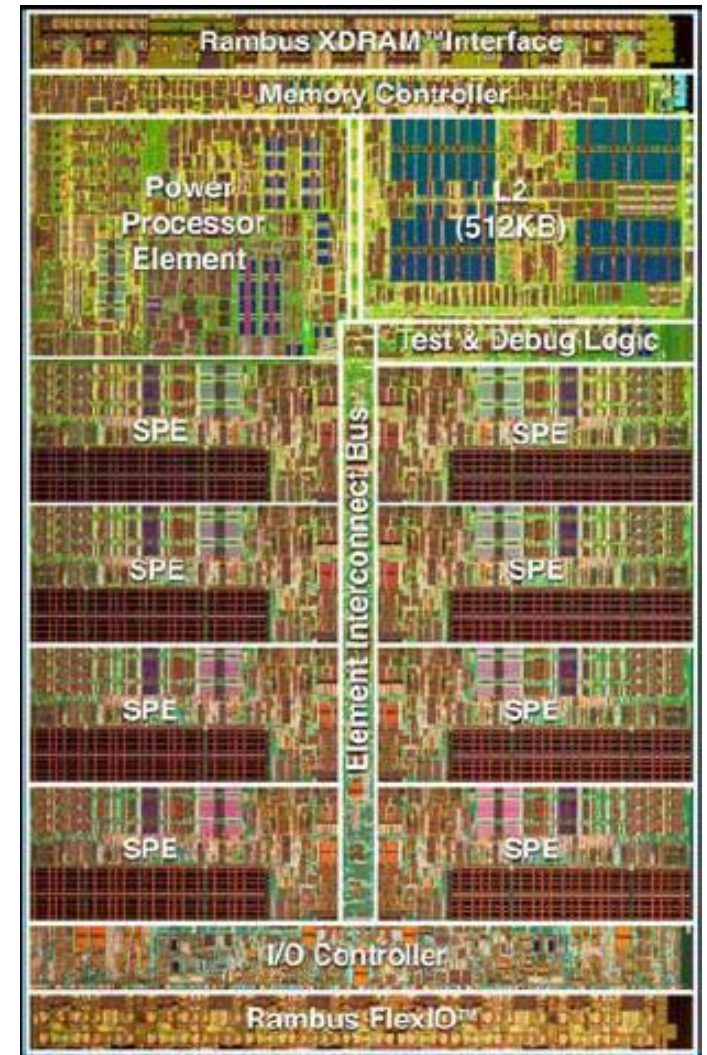 Rambus XDRAM™ Interface
Memory Controller
Power
Processor
Element
L2
(512KB)
Test & Debug Logic
Element Interconnect Bus
SPE
SPE
SPE
SPE
SPE
SPE
SPE
SPE
I/O Controller
Rambus FlexIO™